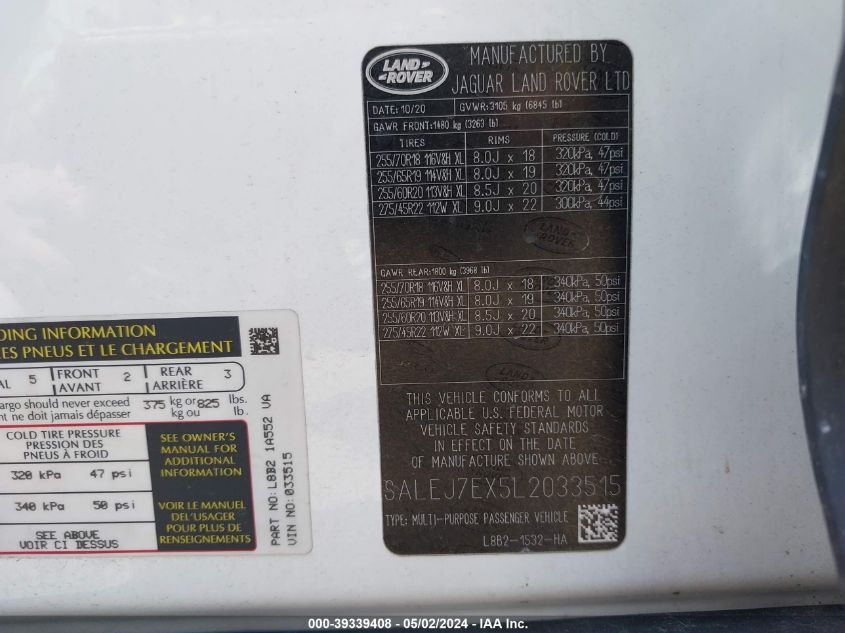 LAND ROVER
MANUFACTURED BY
JAGUAR LAND ROVER LTD
DATE: 10/20 GVWR:3105 kg (6845 lb)
GAWR FRONT:1480 kg (3263 lb)
TIRES RIMS PRESSURE (COLD)
255/70R18 116V&H XL 8.0J x 18 320kPa, 47psi
255/65R19 114V&H XL 8.0J x 19 320kPa, 47psi
255/60R20 113V&H XL 8.5J x 20 320kPa, 47psi
275/45R22 112W XL 9.0J x 22 300kPa, 44psi
LAND ROVER
GAWR REAR:1800 kg (3968 lb)
255/70R18 116V&H XL 8.0J x 18 340kPa, 50psi
255/65R19 114V&H XL 8.0J x 19 340kPa, 50psi
255/60R20 113V&H XL 8.5J x 20 340kPa, 50psi
275/45R22 112W XL 9.0J x 22 340kPa, 50psi
LAND
THIS VEHICLE CONFORMS TO ALL
APPLICABLE U.S. FEDERAL MOTOR
VEHICLE SAFETY STANDARDS
IN EFFECT ON THE DATE
OF MANUFACTURE SHOWN ABOVE.
SALEJ7EX5L2033515
TYPE: MULTI-PURPOSE PASSENGER VEHICLE
L8B2-1532-HA
DING INFORMATION
LES PNEUS ET LE CHARGEMENT
AL 5 FRONT AVANT 2 REAR ARRIÈRE 3
argo should never exceed 375 kg or 825 lbs.
nt ne doit jamais dépasser kg ou lb.
COLD TIRE PRESSURE
PRESSION DES
PNEUS À FROID
320 kPa 47 psi
340 kPa 50 psi
SEE ABOVE
VOIR CI DESSUS
SEE OWNER'S
MANUAL FOR
ADDITIONAL
INFORMATION
VOIR LE MANUEL
DEL'USAGER
POUR PLUS DE
RENSEIGNEMENTS
PART NO: L8B2 1A552 VA
VIN NO: 033515
000-39339408 - 05/02/2024 - IAA Inc.